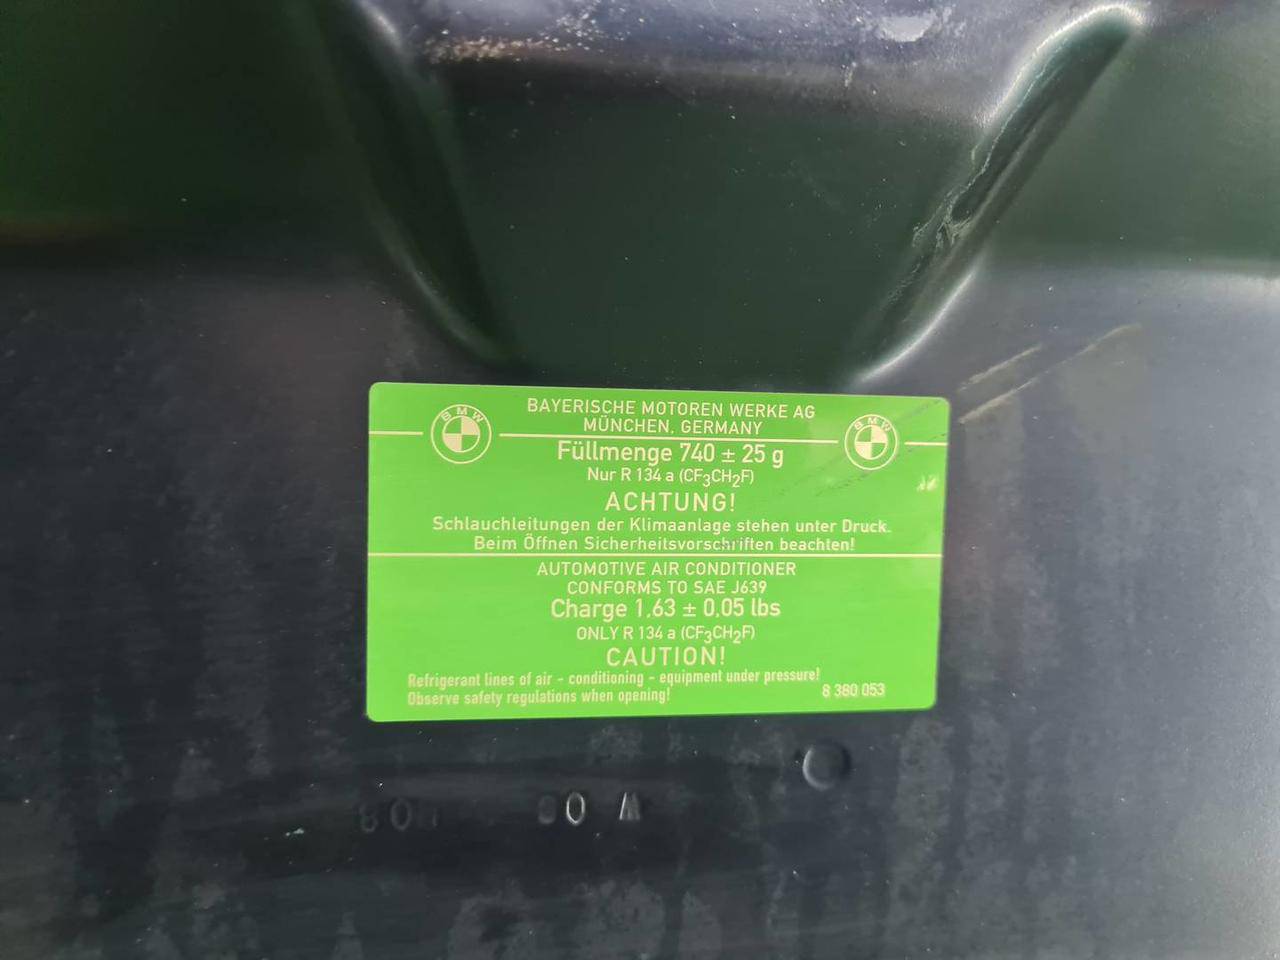 BMW
BMW
BAYERISCHE MOTOREN WERKE AG
MÜNCHEN, GERMANY
Füllmenge 740 ± 25 g
Nur R 134 a (CF₃CH₂F)
ACHTUNG!
Schlauchleitungen der Klimaanlage stehen unter Druck.
Beim Öffnen Sicherheitsvorschriften beachten!
AUTOMOTIVE AIR CONDITIONER
CONFORMS TO SAE J639
Charge 1,63 ± 0,05 lbs
ONLY R 134 a (CF₃CH₂F)
CAUTION!
Refrigerant lines of air - conditioning - equipment under pressure!
Observe safety regulations when opening!
8 380 053